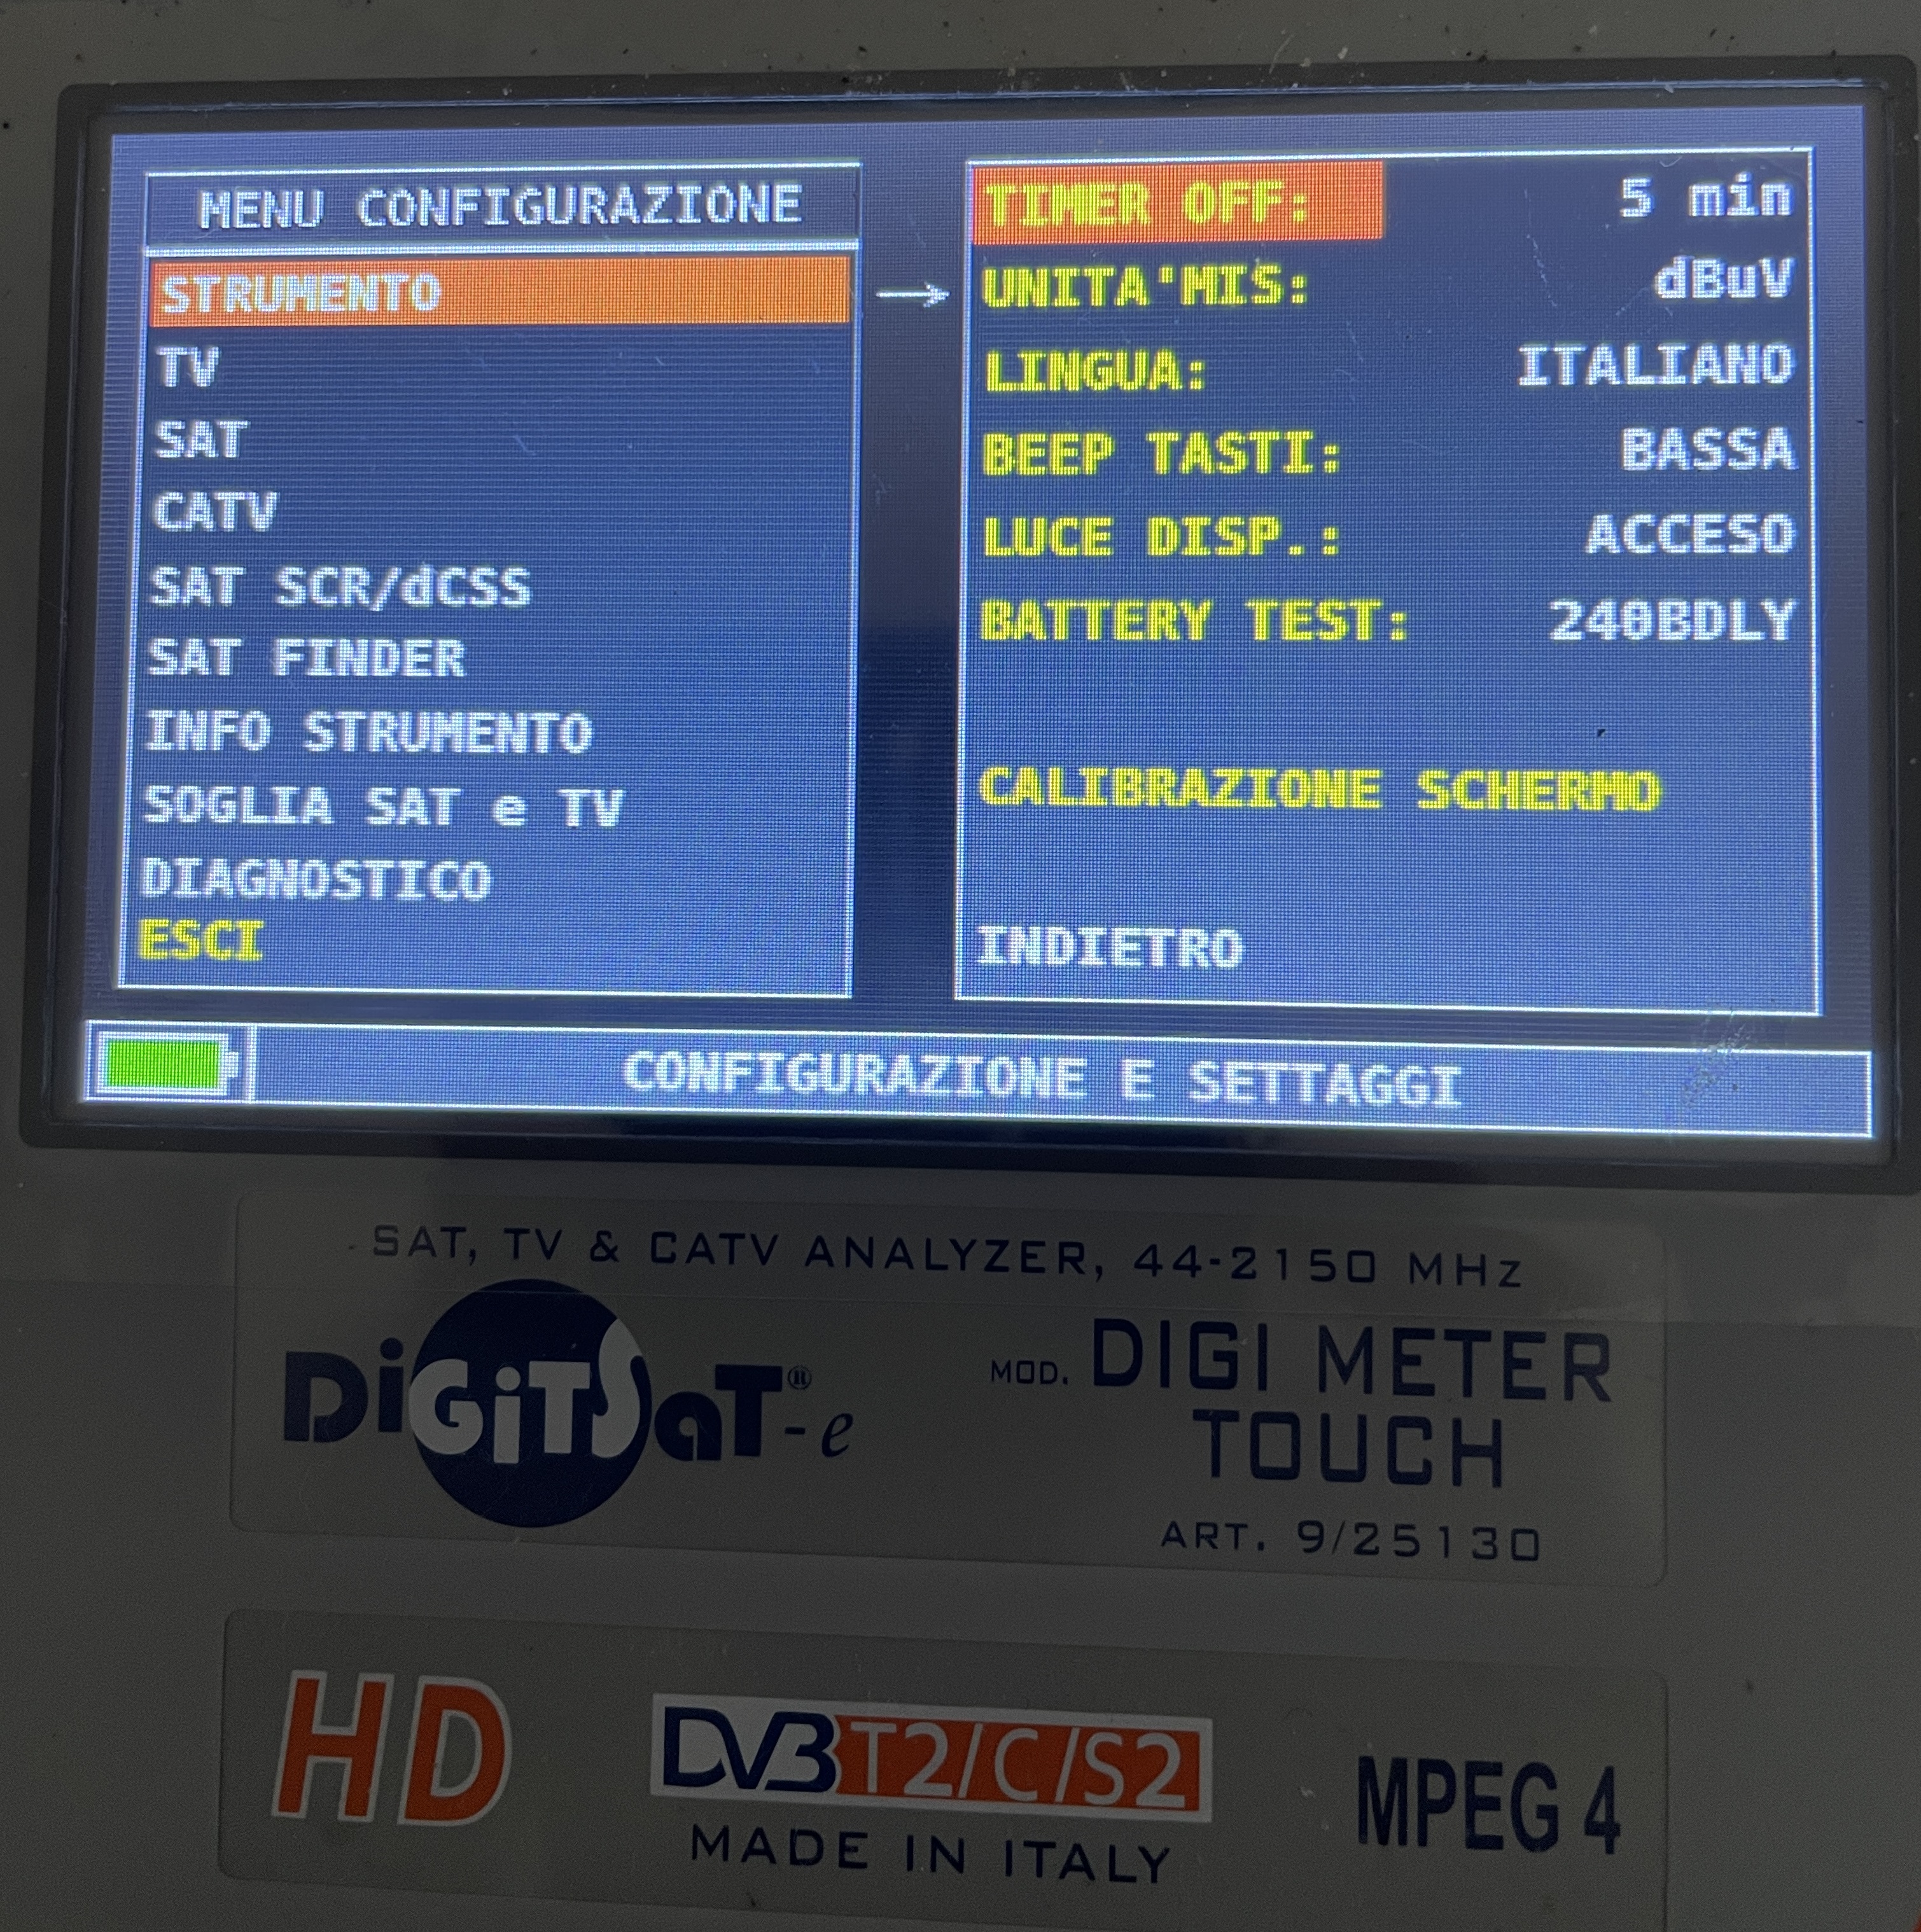 MENU CONFIGURAZIONE
STRUMENTO
TV
SAT
CATV
SAT SCR/dCSS
SAT FINDER
INFO STRUMENTO
SOGLIA SAT e TV
DIAGNOSTICO
ESCI
TIMER OFF: 5 min
UNITA'MIS: dBuV
LINGUA: ITALIANO
BEEP TASTI: BASSA
LUCE DISP.: ACCESO
BATTERY TEST: 240BDLY
CALIBRAZIONE SCHERMO
INDIETRO
CONFIGURAZIONE E SETTAGGI
SAT, TV & CATV ANALYZER, 44-2150 MHz
DiGiTSaT®-e
MOD. DIGI METER
TOUCH
ART. 9/25130
HD
DVB T2/C/S2
MADE IN ITALY
MPEG 4